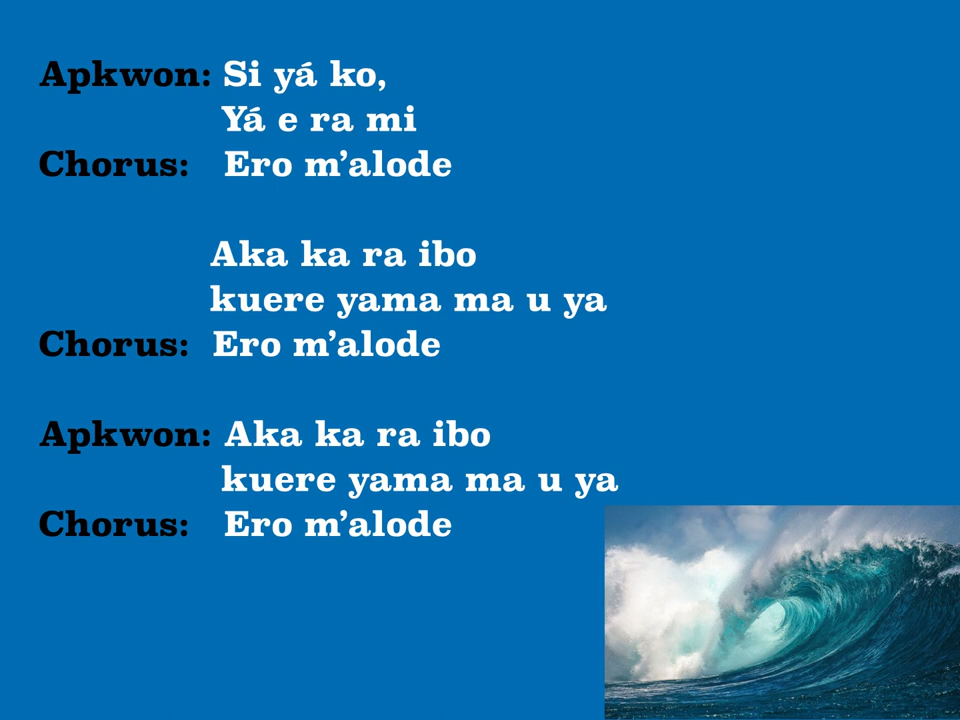 Apkwon: Si yá ko,
Yá e ra mi
Chorus: Ero m’alode
Aka ka ra ibo
kuere yama ma u ya
Chorus: Ero m’alode
Apkwon: Aka ka ra ibo
kuere yama ma u ya
Chorus: Ero m’alode